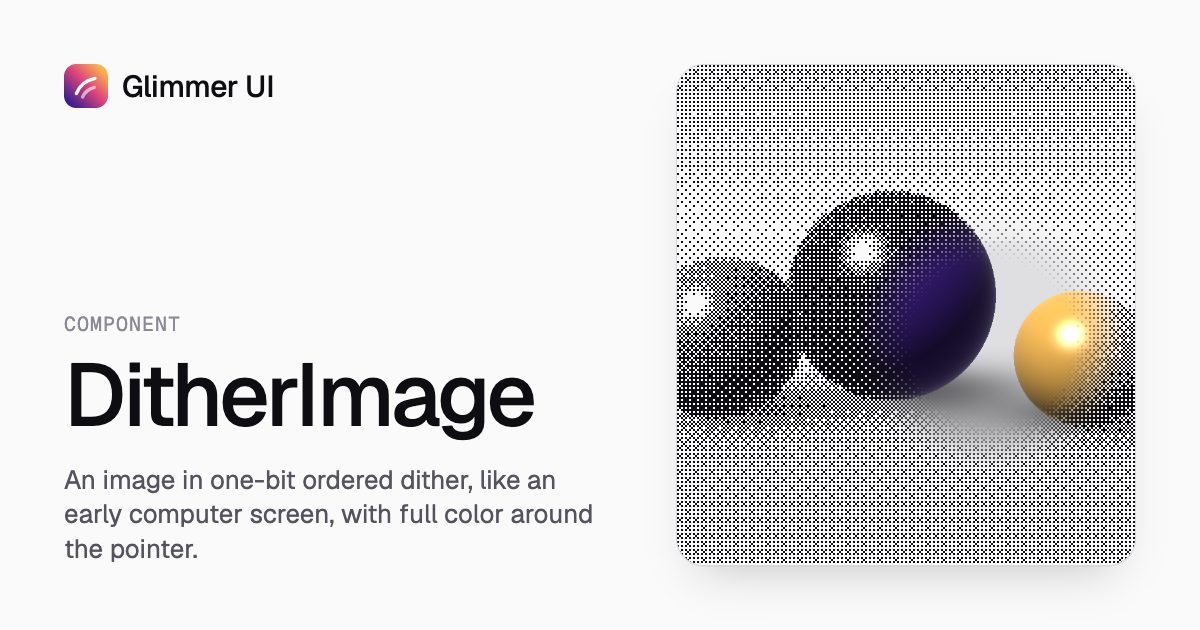 Glimmer UI
COMPONENT
DitherImage
An image in one-bit ordered dither, like an
early computer screen, with full color around
the pointer.